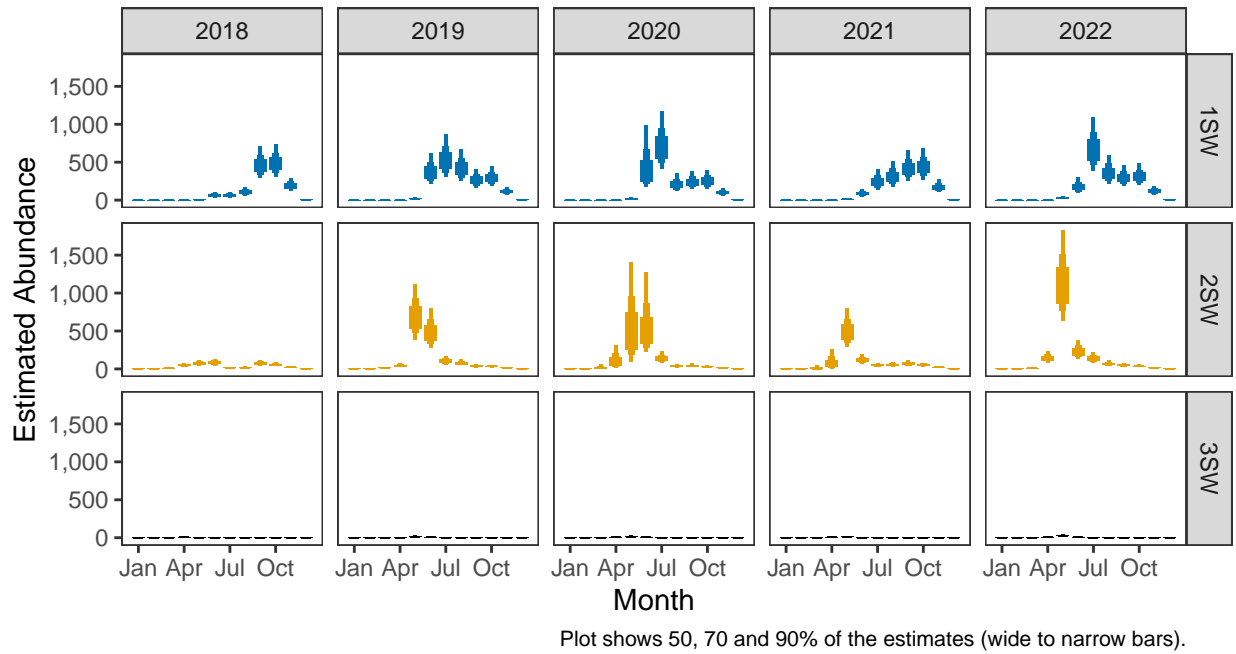 2018 2019 2020 2021 2022
1,500
1,000
500
0
1SW
1,500
1,000
500
0
2SW
1,500
1,000
500
0
3SW
Estimated Abundance
Jan Apr Jul Oct Jan Apr Jul Oct Jan Apr Jul Oct Jan Apr Jul Oct Jan Apr Jul Oct
Month
Plot shows 50, 70 and 90% of the estimates (wide to narrow bars).